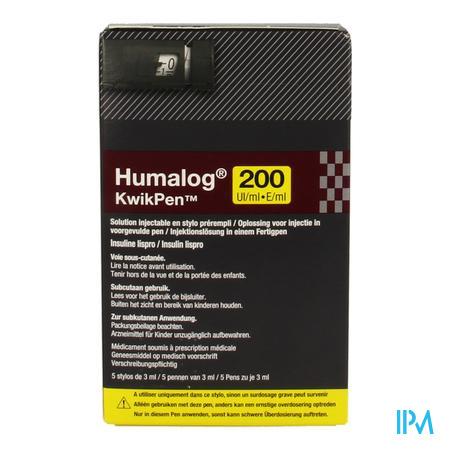 -0
Humalog® 200
KwikPen™ UI/ml•E/ml
Solution injectable en stylo prérempli / Oplossing voor injectie in
voorgevulde pen / Injektionslösung in einem Fertigpen
Insuline lispro / Insulin lispro
Voie sous-cutanée.
Lire la notice avant utilisation.
Tenir hors de la vue et de la portée des enfants.
Subcutaan gebruik.
Lees voor het gebruik de bijsluiter.
Buiten het zicht en bereik van kinderen houden.
Zur subkutanen Anwendung.
Packungsbeilage beachten.
Arzneimittel für Kinder unzugänglich aufbewahren.
Médicament soumis à prescription médicale
Geneesmiddel op medisch voorschrift
Verschreibungspflichtig
5 stylos de 3 ml / 5 pennen van 3 ml / 5 Pens zu je 3 ml
A utiliser uniquement dans ce stylo, sinon un surdosage grave peut survenir
Alléén gebruiken met deze pen, anders kan een ernstige overdosering optreden
Nur in diesem Pen anwenden, sonst kann schwere Überdosierung auftreten.
IPM